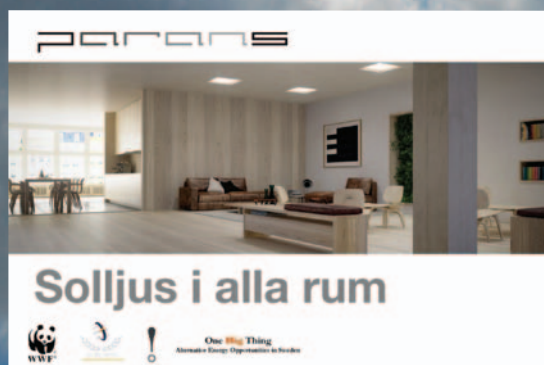 parans
Solljus i alla rum
WWF
One Big Thing
Alternative Energy Opportunities in Sweden